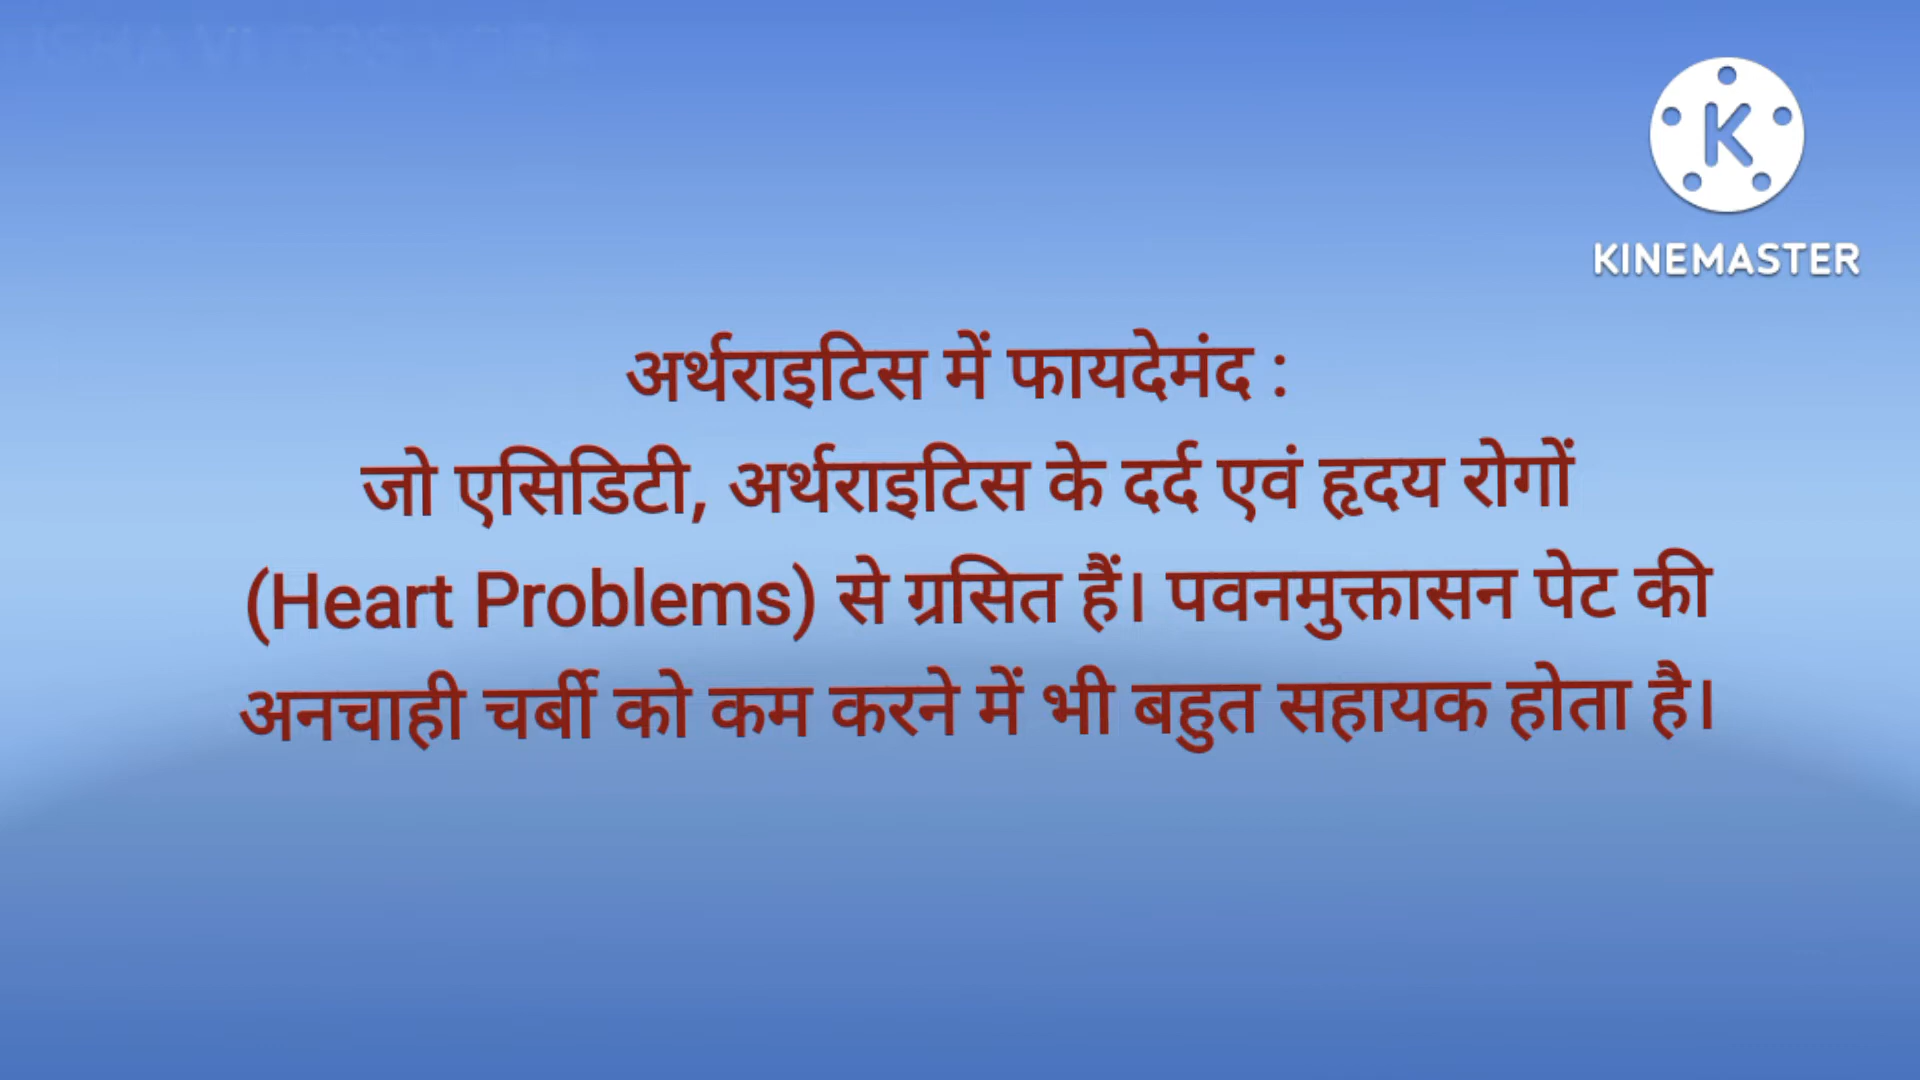 KINEMASTER
अर्थराइटिस में फायदेमंद :
जो एसिडिटी, अर्थराइटिस के दर्द एवं हृदय रोगों
(Heart Problems) से ग्रसित हैं। पवनमुक्तासन पेट की
अनचाही चर्बी को कम करने में भी बहुत सहायक होता है।